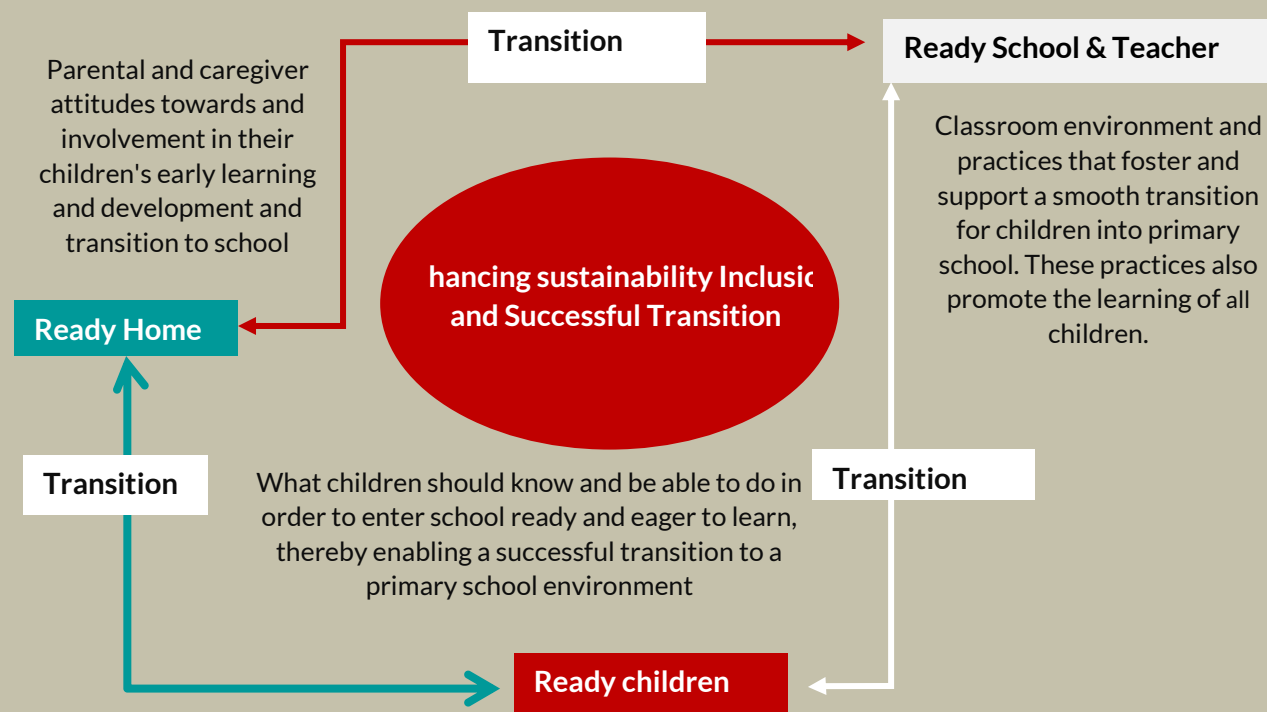 Transition
Ready School & Teacher
Parental and caregiver
attitudes towards and
involvement in their
children's early learning
and development and
transition to school
Classroom environment and
practices that foster and
support a smooth transition
for children into primary
school. These practices also
promote the learning of all
children.
hancing sustainability Inclusic
and Successful Transition
Ready Home
Transition
What children should know and be able to do in
order to enter school ready and eager to learn,
thereby enabling a successful transition to a
primary school environment
Transition
Ready children